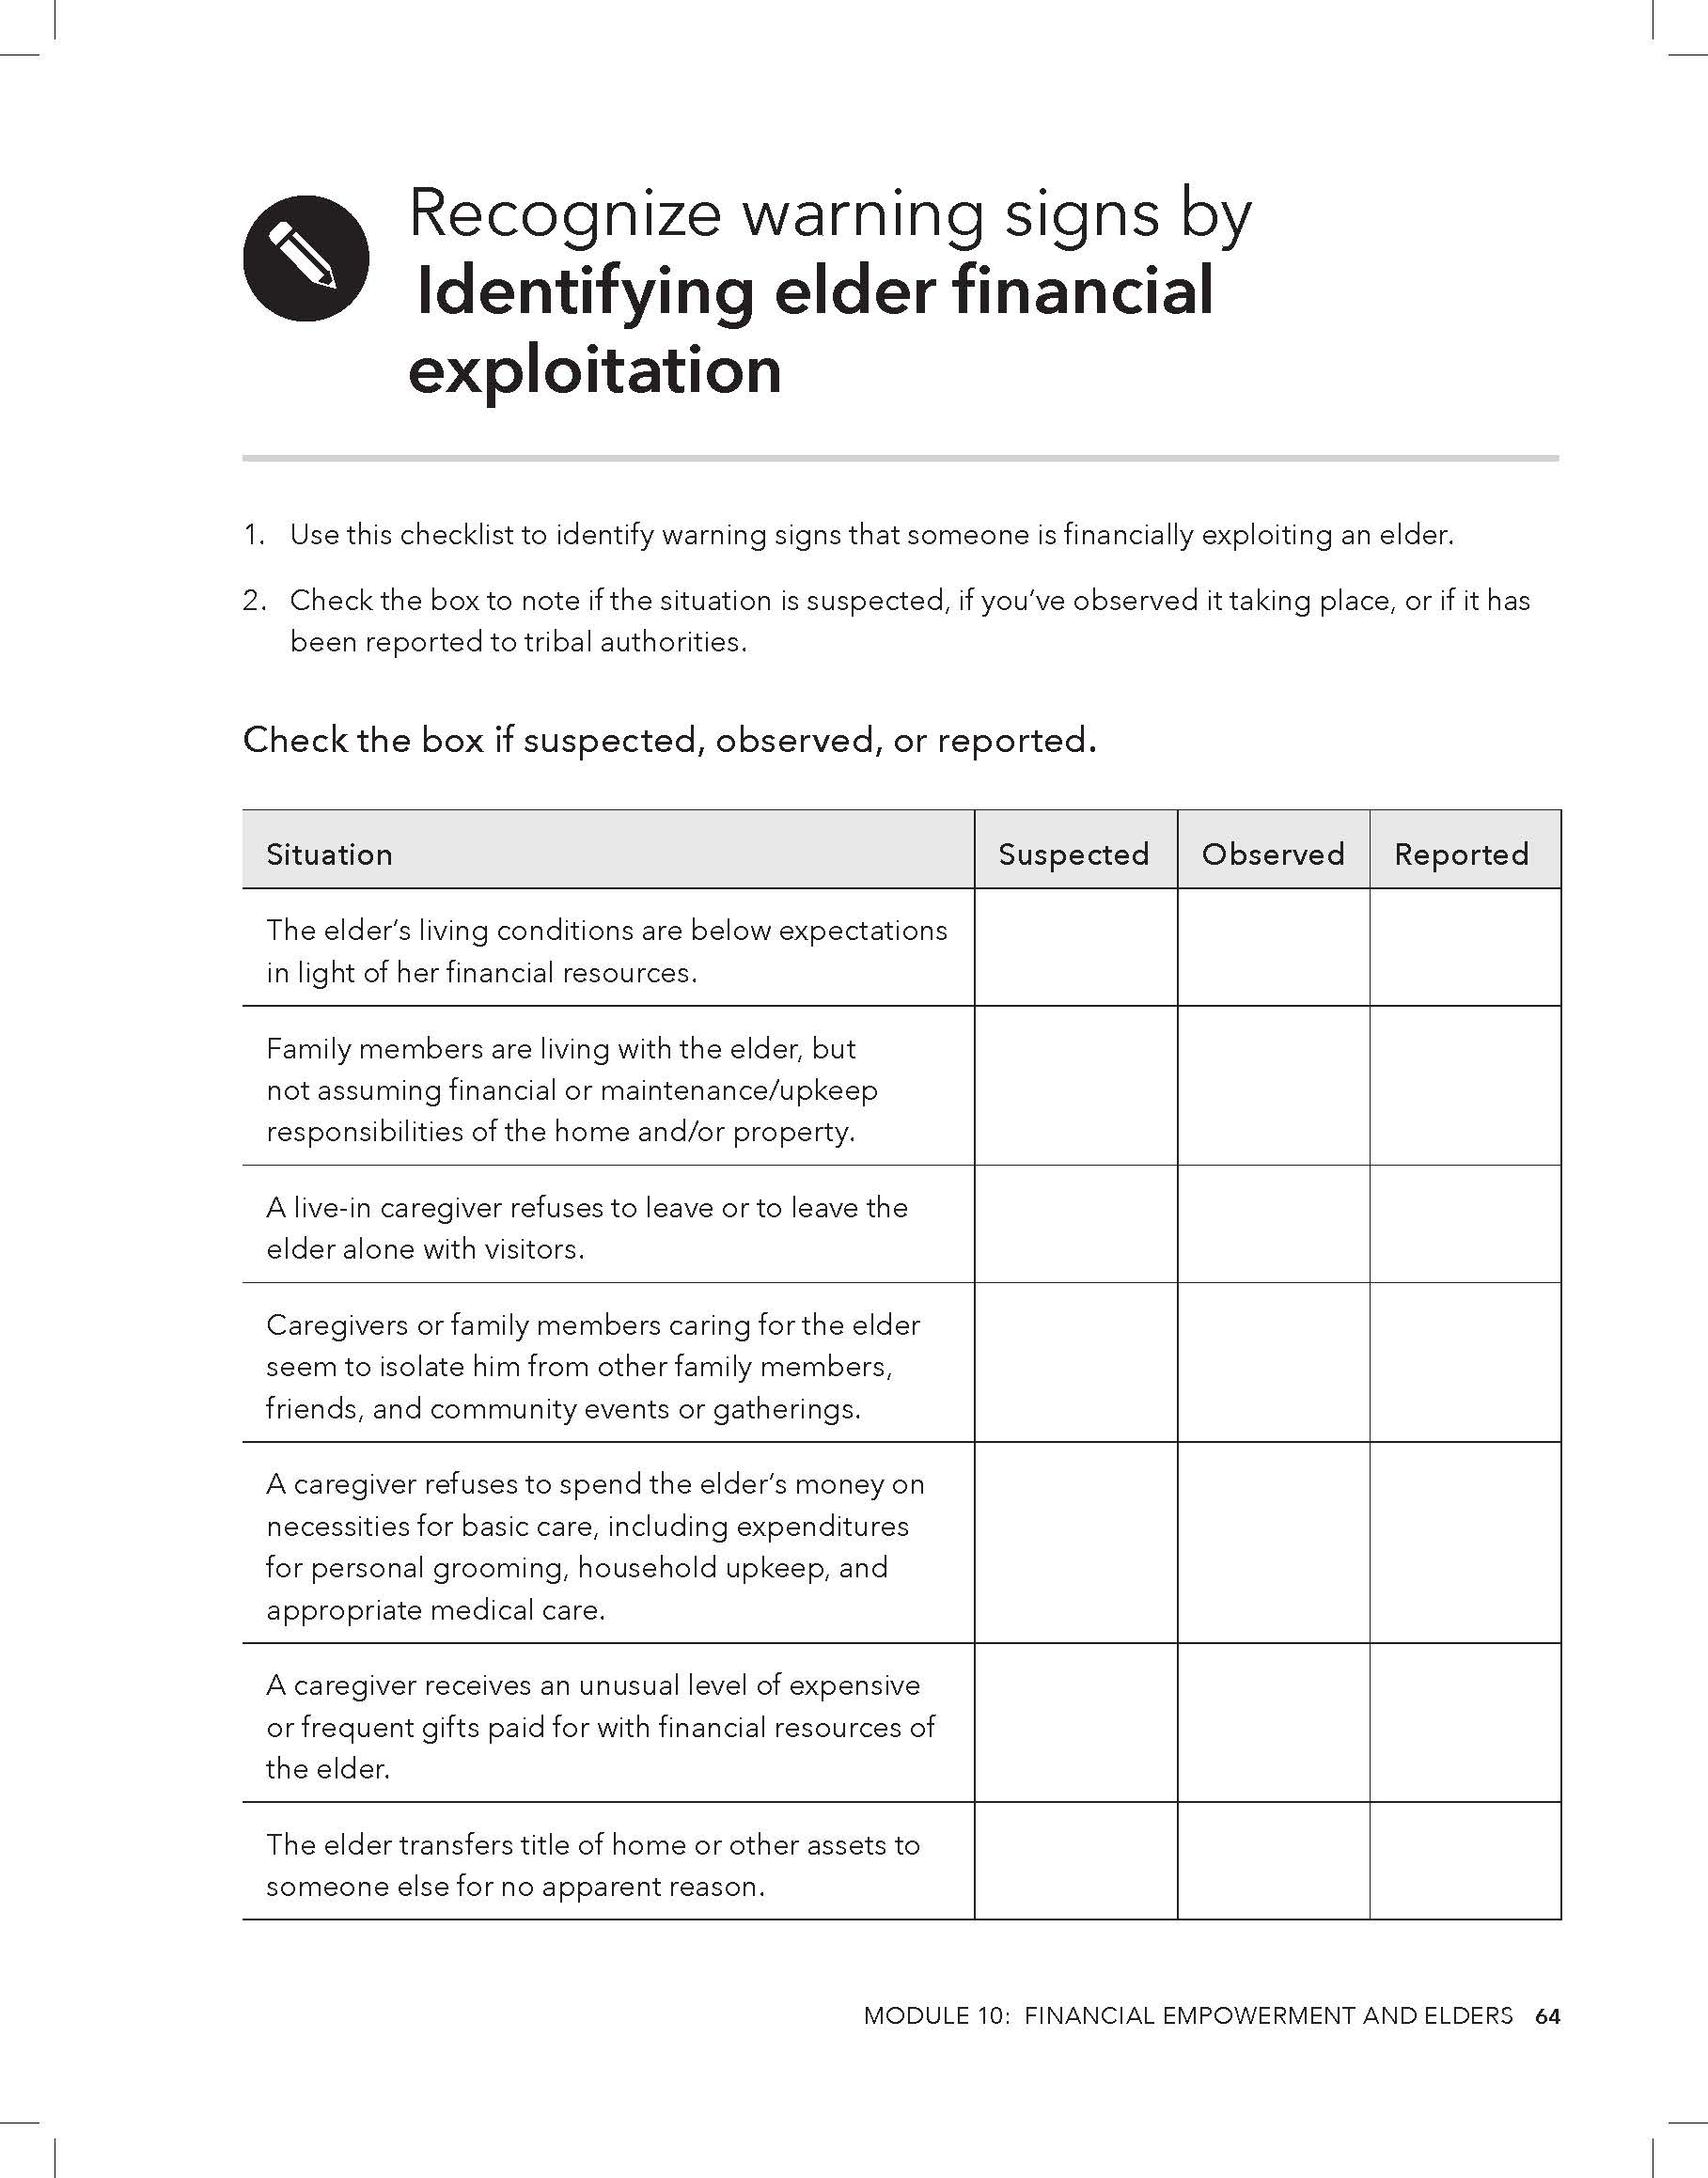 Recognize warning signs by
Identifying elder financial
exploitation
1. Use this checklist to identify warning signs that someone is financially exploiting an elder.
2. Check the box to note if the situation is suspected, if you’ve observed it taking place, or if it has
been reported to tribal authorities.
Check the box if suspected, observed, or reported.
Situation Suspected Observed Reported
The elder’s living conditions are below expectations
in light of her financial resources.
Family members are living with the elder, but
not assuming financial or maintenance/upkeep
responsibilities of the home and/or property.
A live-in caregiver refuses to leave or to leave the
elder alone with visitors.
Caregivers or family members caring for the elder
seem to isolate him from other family members,
friends, and community events or gatherings.
A caregiver refuses to spend the elder’s money on
necessities for basic care, including expenditures
for personal grooming, household upkeep, and
appropriate medical care.
A caregiver receives an unusual level of expensive
or frequent gifts paid for with financial resources of
the elder.
The elder transfers title of home or other assets to
someone else for no apparent reason.
MODULE 10: FINANCIAL EMPOWERMENT AND ELDERS 64